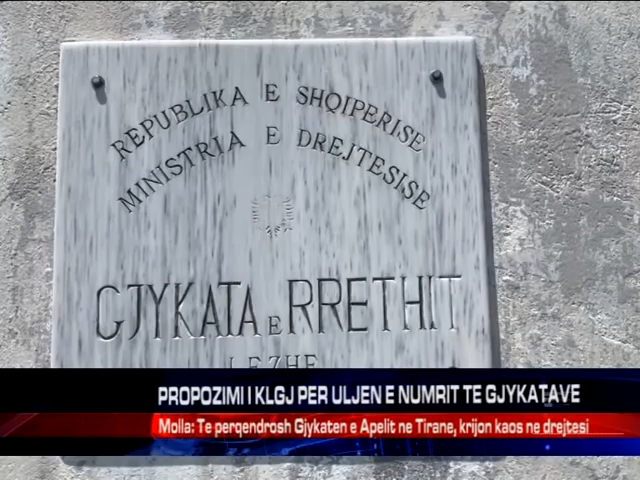 REPUBLIKA E SHQIPERISE
MINISTRIA E DREJTESISE
GJYKATA E RRETHIT
LEZHE
PROPOZIMI I KLGJ PER ULJEN E NUMRIT TE GJYKATAVE
Molla: Te perqendrosh Gjykaten e Apelit ne Tirane, krijon kaos ne drejtesi